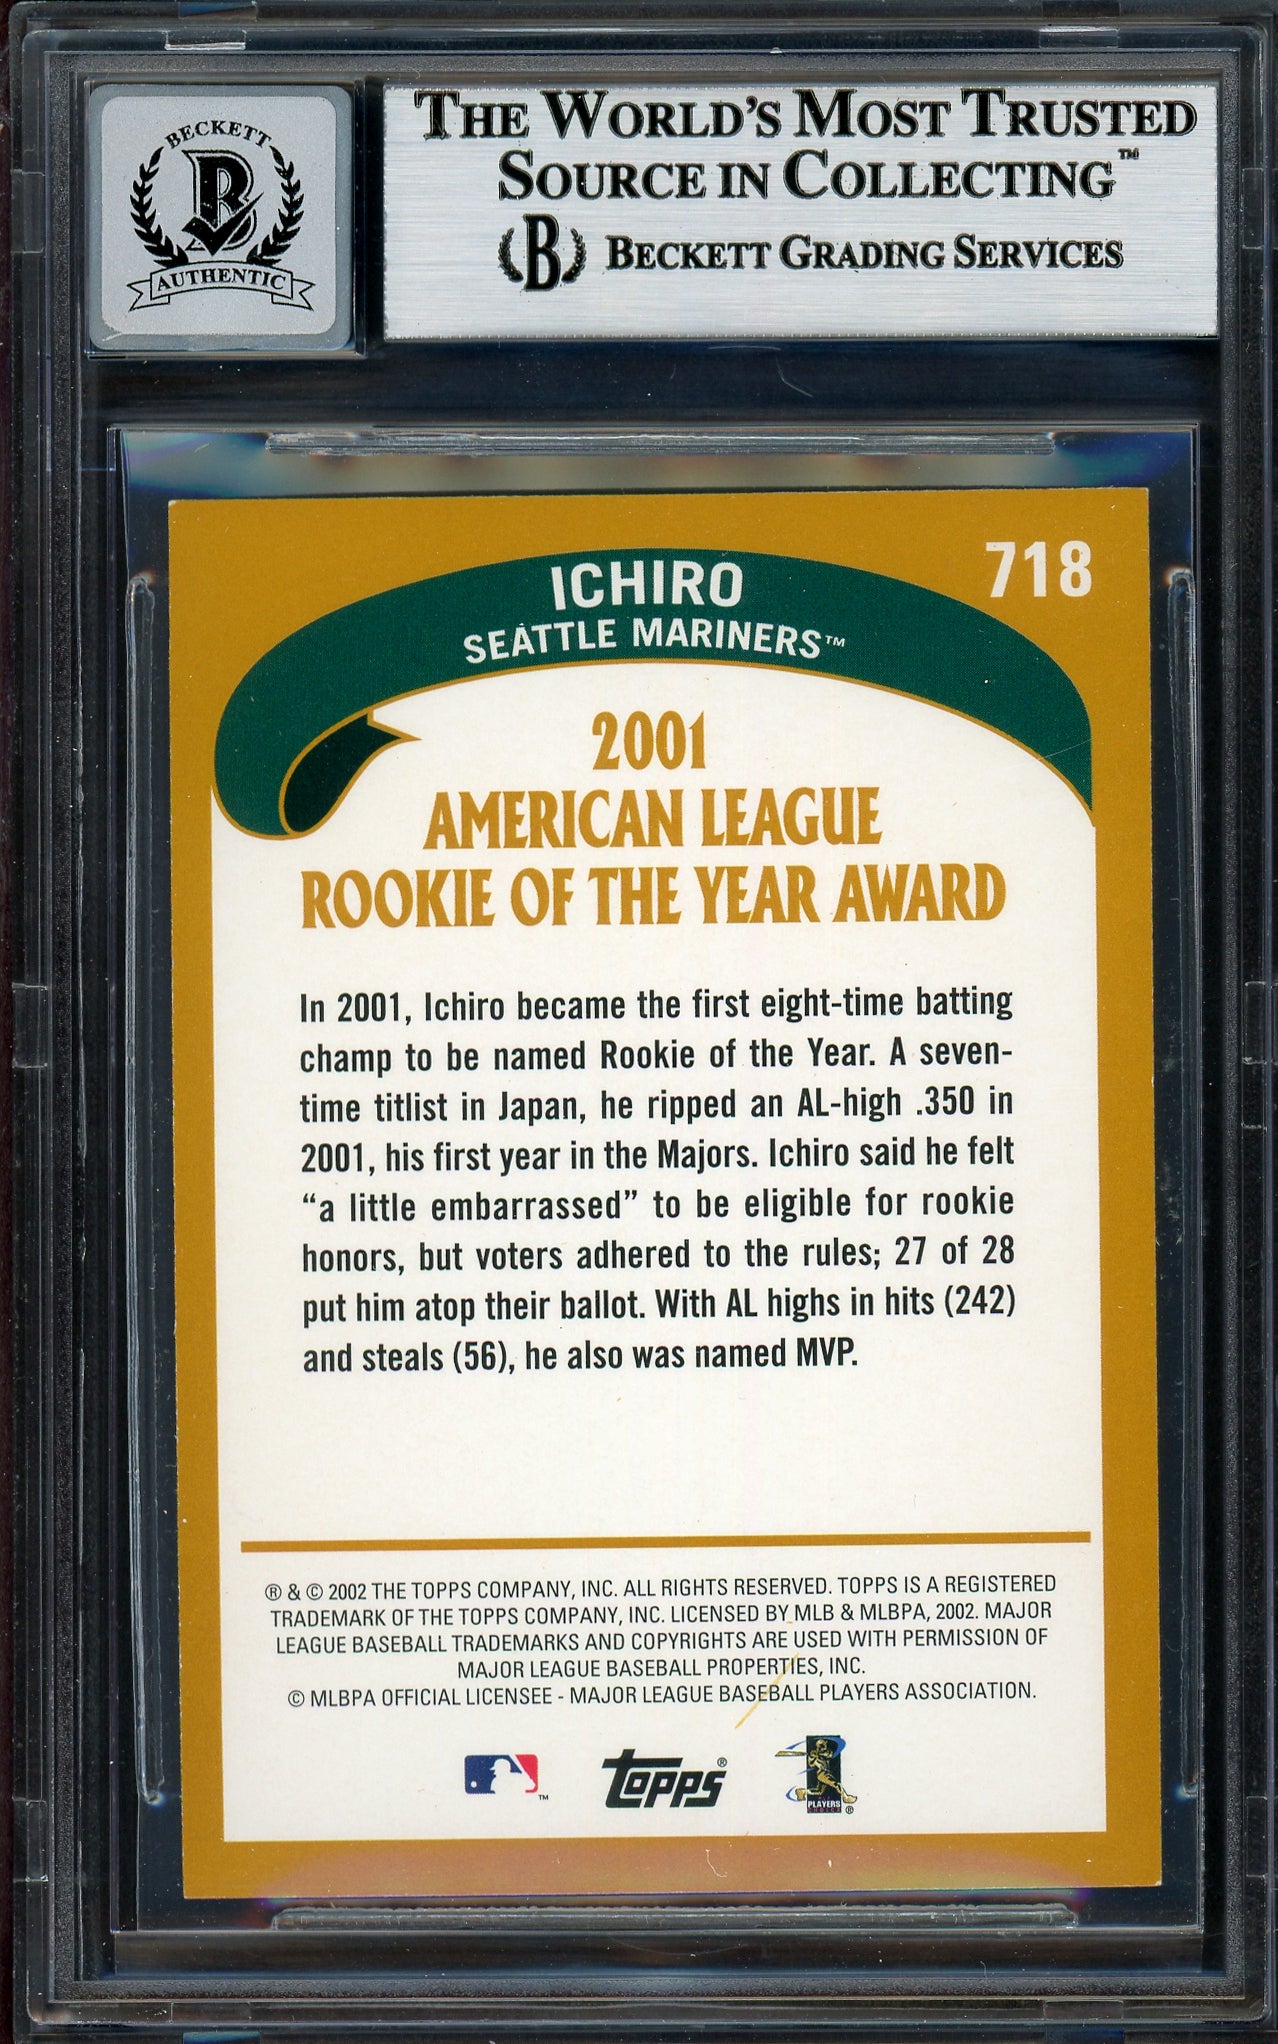 BECKETT
B
AUTHENTIC
THE WORLD'S MOST TRUSTED
SOURCE IN COLLECTING™
B BECKETT GRADING SERVICES
718
ICHIRO
SEATTLE MARINERS™
2001
AMERICAN LEAGUE
ROOKIE OF THE YEAR AWARD
In 2001, Ichiro became the first eight-time batting
champ to be named Rookie of the Year. A seven-
time titlist in Japan, he ripped an AL-high .350 in
2001, his first year in the Majors. Ichiro said he felt
“a little embarrassed” to be eligible for rookie
honors, but voters adhered to the rules; 27 of 28
put him atop their ballot. With AL highs in hits (242)
and steals (56), he also was named MVP.
® & © 2002 THE TOPPS COMPANY, INC. ALL RIGHTS RESERVED. TOPPS IS A REGISTERED
TRADEMARK OF THE TOPPS COMPANY, INC. LICENSED BY MLB & MLBPA, 2002. MAJOR
LEAGUE BASEBALL TRADEMARKS AND COPYRIGHTS ARE USED WITH PERMISSION OF
MAJOR LEAGUE BASEBALL PROPERTIES, INC.
© MLBPA OFFICIAL LICENSEE - MAJOR LEAGUE BASEBALL PLAYERS ASSOCIATION.
™ Topps® PLAYERS
CHOICE ®